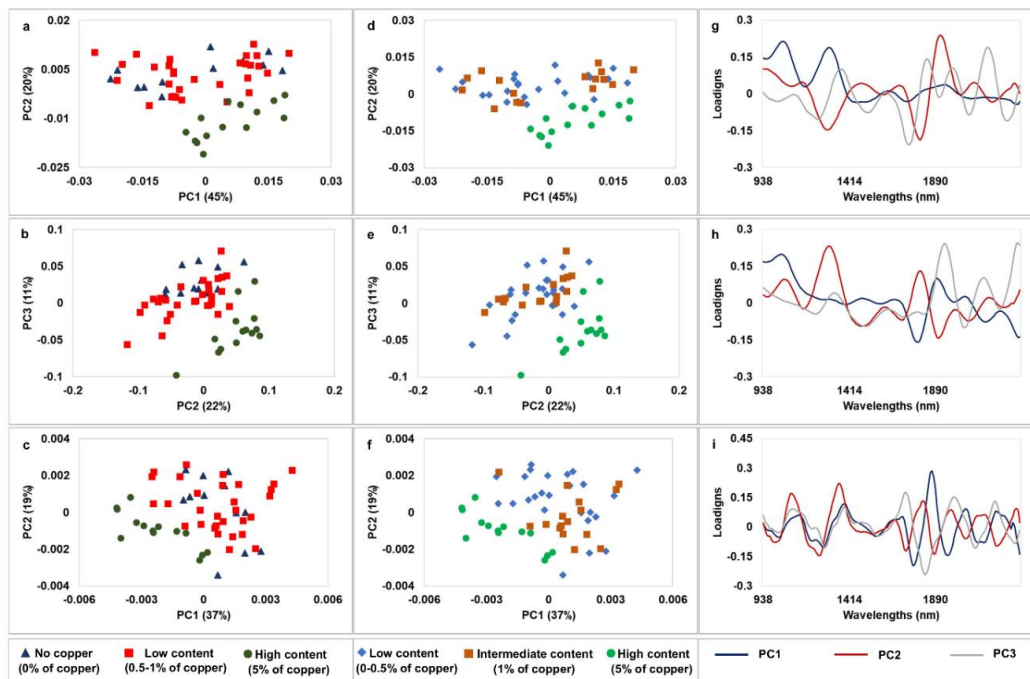 a
0.02
0.005
-0.01
-0.025
PC2 (20%)
-0.03 -0.015 0 0.015 0.03
PC1 (45%)
d
0.03
0.015
0
-0.015
-0.03
PC2 (20%)
-0.03 -0.015 0 0.015 0.03
PC1 (45%)
g
0.3
0.15
0
-0.15
-0.3
Loadigns
938 1414 1890
Wavelengths (nm)
b
0.1
0.05
0
-0.05
-0.1
PC3 (11%)
-0.2 -0.1 0 0.1 0.2
PC2 (22%)
e
0.1
0.05
0
-0.05
-0.1
PC3 (11%)
-0.2 -0.1 0 0.1 0.2
PC2 (22%)
h
0.3
0.15
0
-0.15
-0.3
Loadigns
938 1414 1890
Wavelengths (nm)
c
0.004
0.002
0
-0.002
-0.004
PC2 (19%)
-0.006 -0.003 0 0.003 0.006
PC1 (37%)
f
0.004
0.002
0
-0.002
-0.004
PC2 (19%)
-0.006 -0.003 0 0.003 0.006
PC1 (37%)
i
0.45
0.3
0.15
0
-0.15
-0.3
Loadigns
938 1414 1890
Wavelengths (nm)
No copper
(0% of copper)
Low content
(0.5-1% of copper)
High content
(5% of copper)
Low content
(0-0.5% of copper)
Intermediate content
(1% of copper)
High content
(5% of copper)
PC1 PC2 PC3